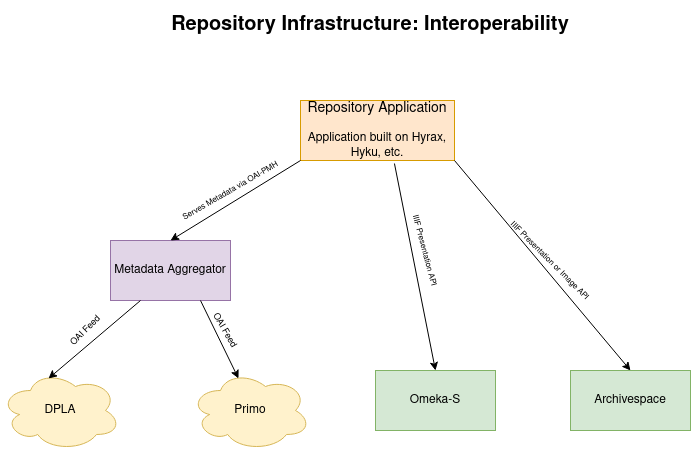 Repository Infrastructure: Interoperability
Repository Application
Application built on Hyrax,
Hyku, etc.
Serves Metadata via OAI-PMH
IIIF Presentation API
IIIF Presentation or Image API
Metadata Aggregator
OAI Feed
OAI Feed
DPLA
Primo
Omeka-S
Archivespace